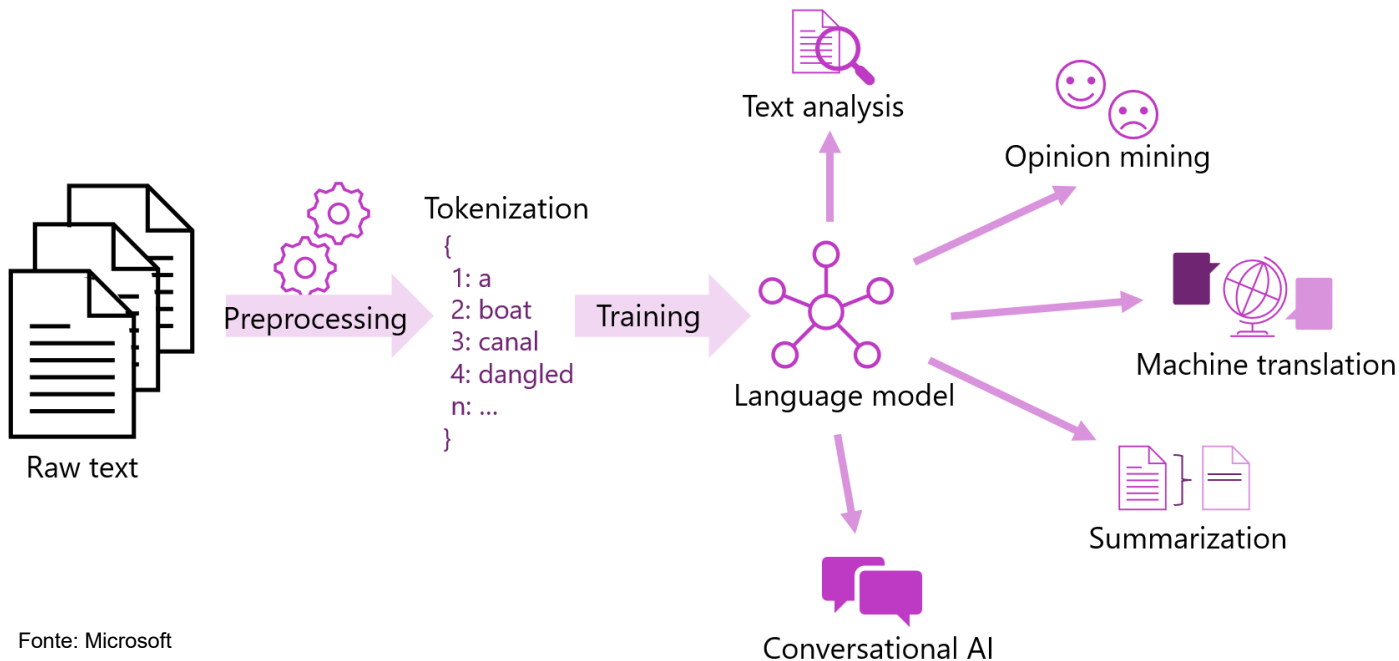 Text analysis
Opinion mining
Tokenization
{
1: a
2: boat
3: canal
4: dangled
n: ...
}
Preprocessing
Training
Machine translation
Language model
Raw text
Summarization
Conversational AI
Fonte: Microsoft